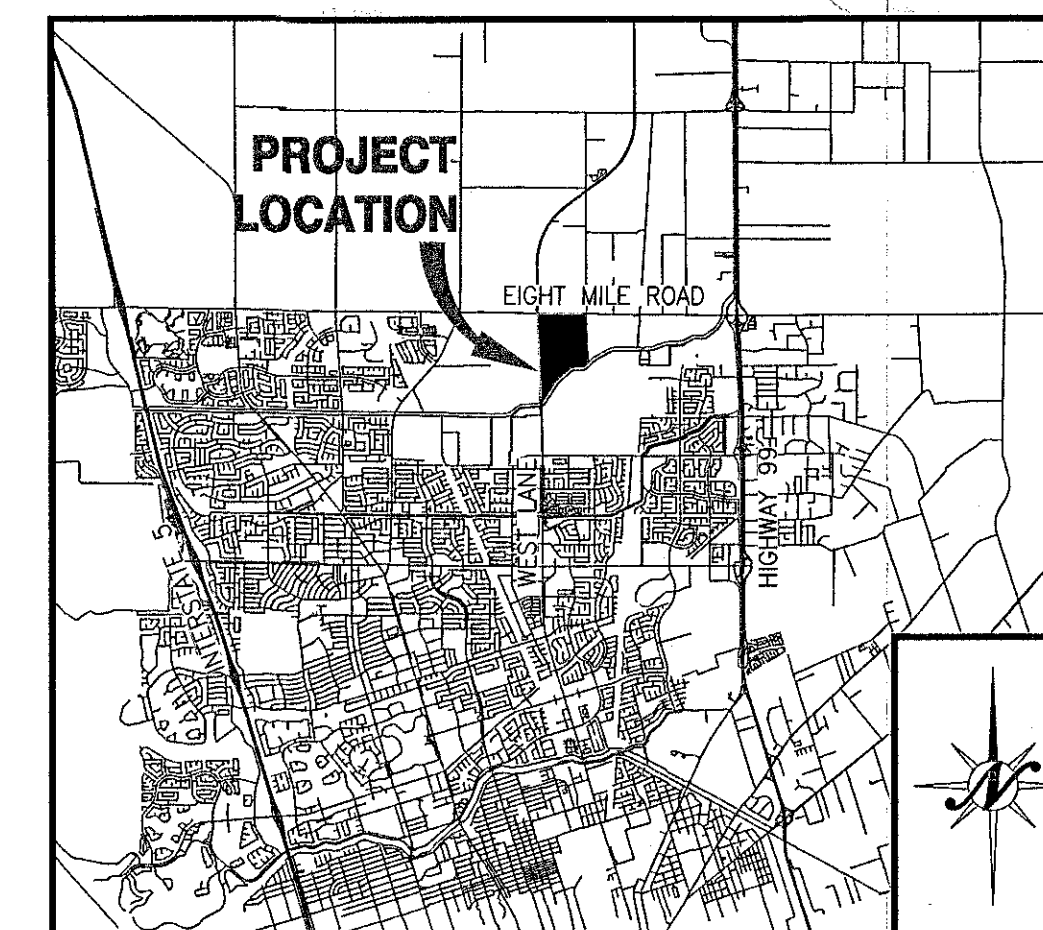 PROJECT
LOCATION
EIGHT MILE ROAD
WEST LANE
HIGHWAY 99
INTERSTATE 5
N